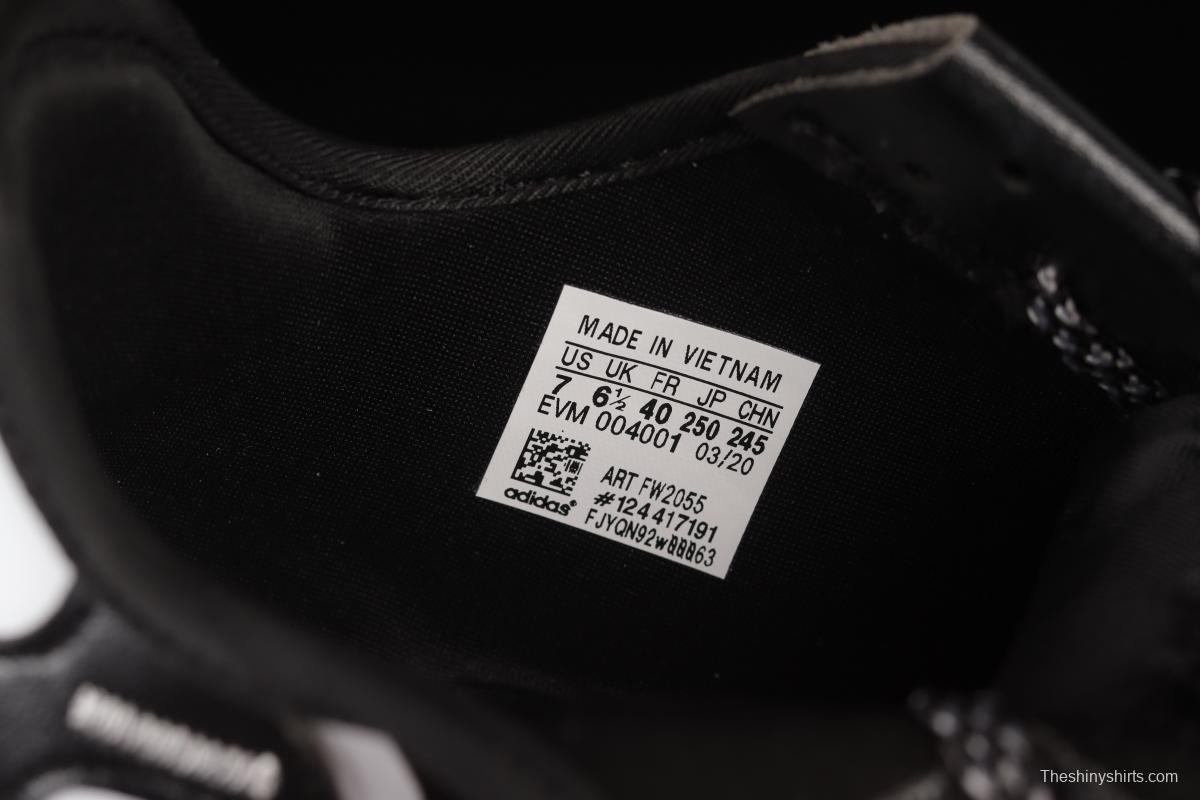 MADE IN VIETNAM
US UK FR JP CHN
7 6½ 40 250 245
EVM 004001 03/20
ART FW2055
#124417191
adidas®
Theshinyshirts.com